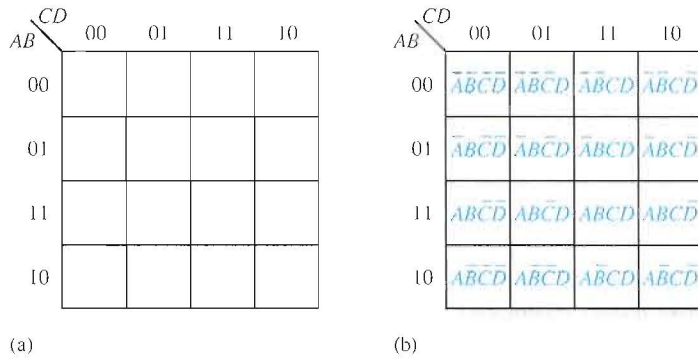 CD CD
AB 00 01 11 10 AB 00 01 11 10
00 00 A̅B̅C̅D̅ A̅B̅C̅D A̅B̅CD A̅B̅CD̅
01 01 A̅BC̅D̅ A̅BC̅D A̅BCD A̅BCD̅
11 11 ABC̅D̅ ABC̅D ABCD ABCD̅
10 10 AB̅C̅D̅ AB̅C̅D AB̅CD AB̅CD̅
(a) (b)